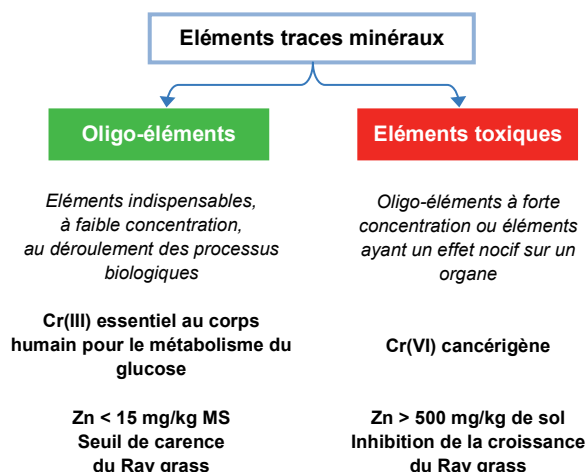 Eléments traces minéraux
Oligo-éléments
Eléments toxiques
Eléments indispensables,
à faible concentration,
au déroulement des processus
biologiques
Oligo-éléments à forte
concentration ou éléments
ayant un effet nocif sur un
organe
Cr(III) essentiel au corps
humain pour le métabolisme du
glucose
Cr(VI) cancérigène
Zn < 15 mg/kg MS
Seuil de carence
du Ray grass
Zn > 500 mg/kg de sol
Inhibition de la croissance
du Ray grass